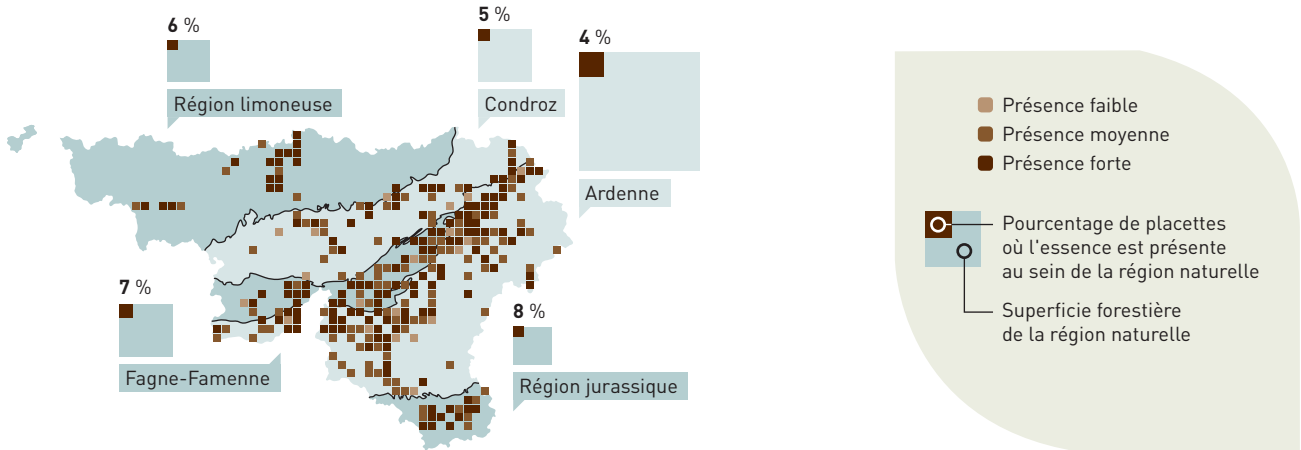 6 %
Région limoneuse
5 %
Condroz
4 %
Ardenne
7 %
Fagne-Famenne
8 %
Région jurassique
Présence faible
Présence moyenne
Présence forte
Pourcentage de placettes
où l'essence est présente
au sein de la région naturelle
Superficie forestière
de la région naturelle